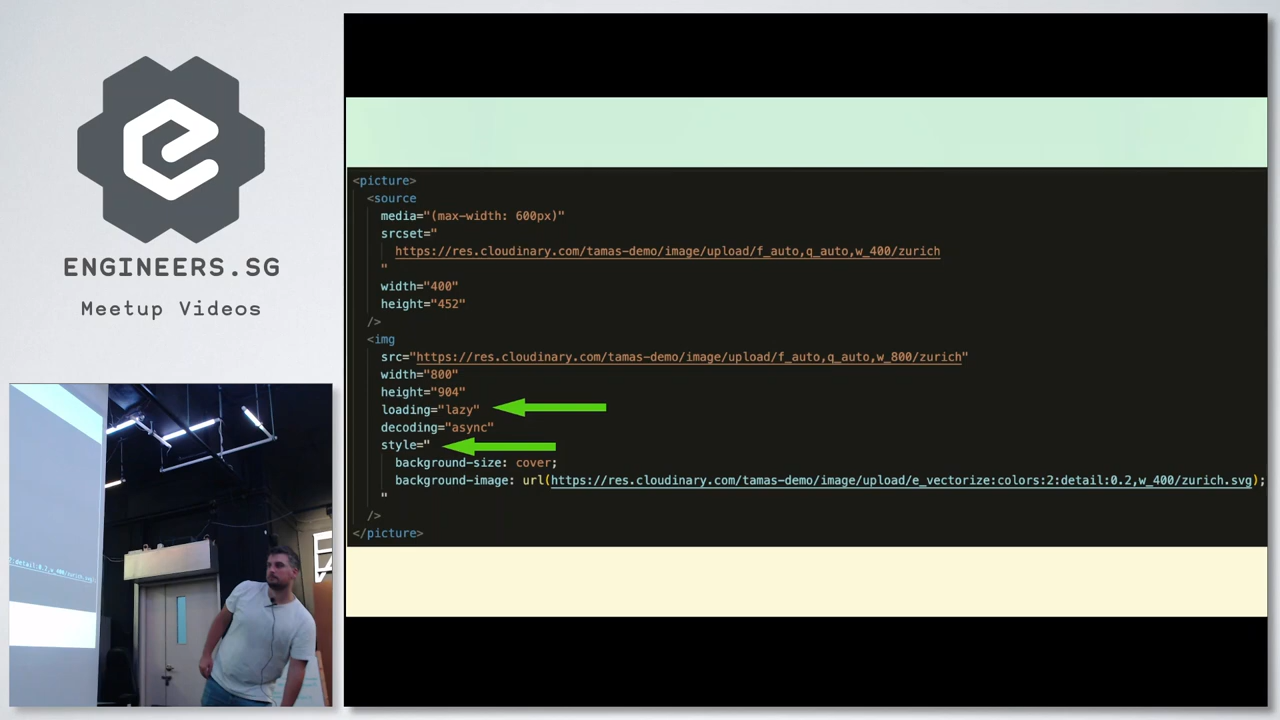 ENGINEERS.SG
Meetup Videos
<picture>
<source
media="(max-width: 600px)"
srcset="
https://res.cloudinary.com/tamas-demo/image/upload/f_auto,q_auto,w_400/zurich
"
width="400"
height="452"
/>
<img
src="https://res.cloudinary.com/tamas-demo/image/upload/f_auto,q_auto,w_800/zurich"
width="800"
height="904"
loading="lazy"
decoding="async"
style="
background-size: cover;
background-image: url(https://res.cloudinary.com/tamas-demo/image/upload/e_vectorize:colors:2:detail:0.2,w_400/zurich.svg);
"
/>
</picture>